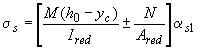 σ_s = [ M(h_0 − y_c) / I_red ± N / A_red ] α_s1